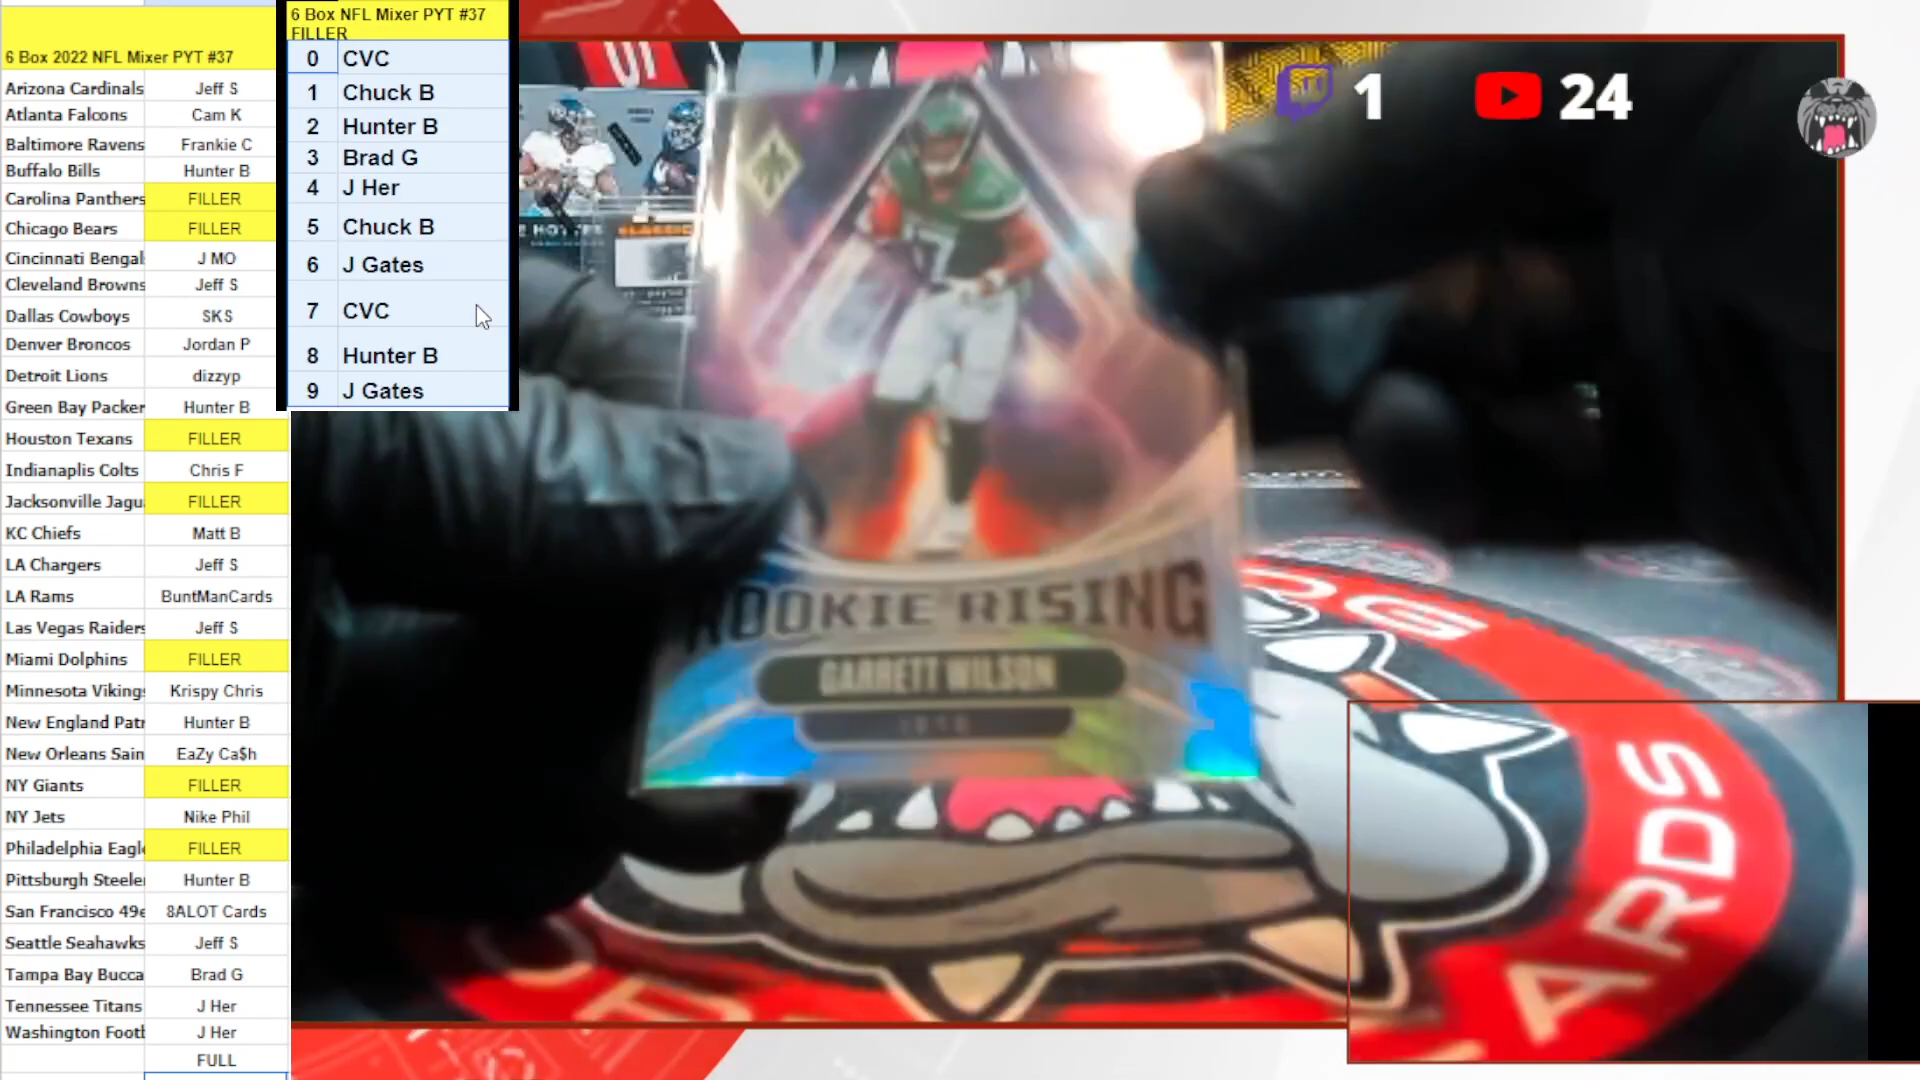 6 Box 2022 NFL Mixer PYT #37
Arizona Cardinals Jeff S
Atlanta Falcons Cam K
Baltimore Ravens Frankie C
Buffalo Bills Hunter B
Carolina Panthers FILLER
Chicago Bears FILLER
Cincinnati Bengal J MO
Cleveland Browns Jeff S
Dallas Cowboys SKS
Denver Broncos Jordan P
Detroit Lions dizzyp
Green Bay Packer Hunter B
Houston Texans FILLER
Indianaplis Colts Chris F
Jacksonville Jagu FILLER
KC Chiefs Matt B
LA Chargers Jeff S
LA Rams BuntManCards
Las Vegas Raiders Jeff S
Miami Dolphins FILLER
Minnesota Vikings Krispy Chris
New England Patr Hunter B
New Orleans Sain EaZy Ca$h
NY Giants FILLER
NY Jets Nike Phil
Philadelphia Eagle FILLER
Pittsburgh Steeler Hunter B
San Francisco 49e 8ALOT Cards
Seattle Seahawks Jeff S
Tampa Bay Bucca Brad G
Tennessee Titans J Her
Washington Footb J Her
FULL
6 Box NFL Mixer PYT #37
FILLER
0 CVC
1 Chuck B
2 Hunter B
3 Brad G
4 J Her
5 Chuck B
6 J Gates
7 CVC
8 Hunter B
9 J Gates
1
24
ROOKIE RISING
GARRETT WILSON
CARDS